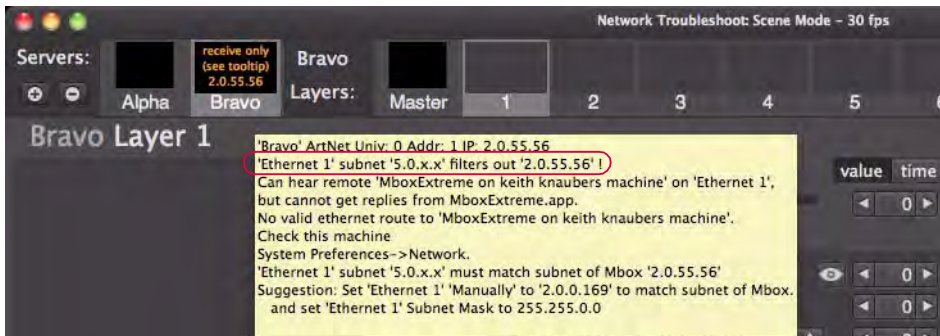 Network Troubleshoot: Scene Mode – 30 fps
Servers:
receive only
(see tooltip)
2.0.55.56
Alpha
Bravo
Bravo
Layers:
Master
1
2
3
4
5
Bravo Layer 1
'Bravo' ArtNet Univ: 0 Addr: 1 IP: 2.0.55.56
'Ethernet 1' subnet '5.0.x.x' filters out '2.0.55.56' !
Can hear remote 'MboxExtreme on keith knaubers machine' on 'Ethernet 1',
but cannot get replies from MboxExtreme.app.
No valid ethernet route to 'MboxExtreme on keith knaubers machine'.
Check this machine
System Preferences->Network.
'Ethernet 1' subnet '5.0.x.x' must match subnet of Mbox '2.0.55.56'
Suggestion: Set 'Ethernet 1' 'Manually' to '2.0.0.169' to match subnet of Mbox.
and set 'Ethernet 1' Subnet Mask to 255.255.0.0
value time
0
0
0